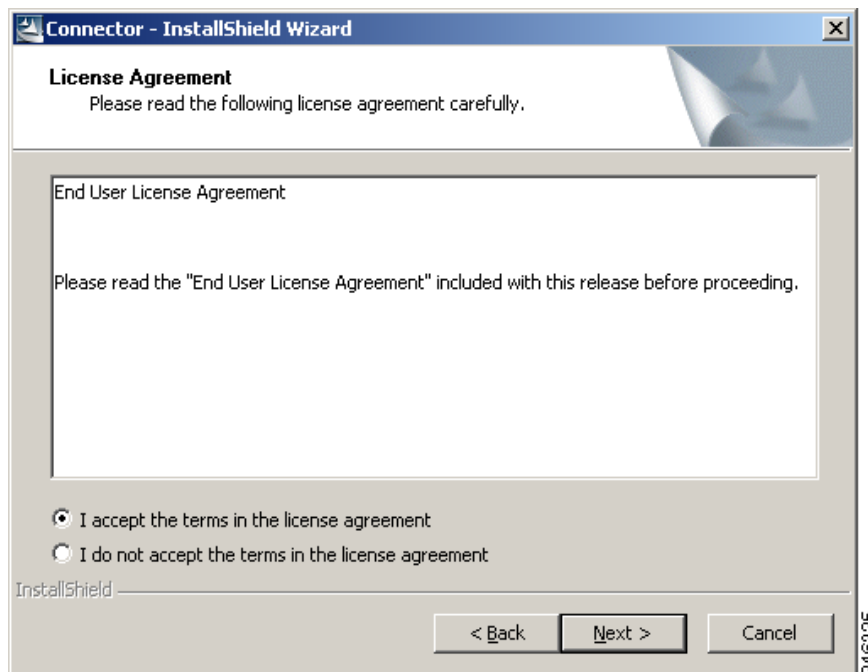 Connector - InstallShield Wizard
License Agreement
Please read the following license agreement carefully.
End User License Agreement
Please read the "End User License Agreement" included with this release before proceeding.
I accept the terms in the license agreement
I do not accept the terms in the license agreement
InstallShield
< Back
Next >
Cancel